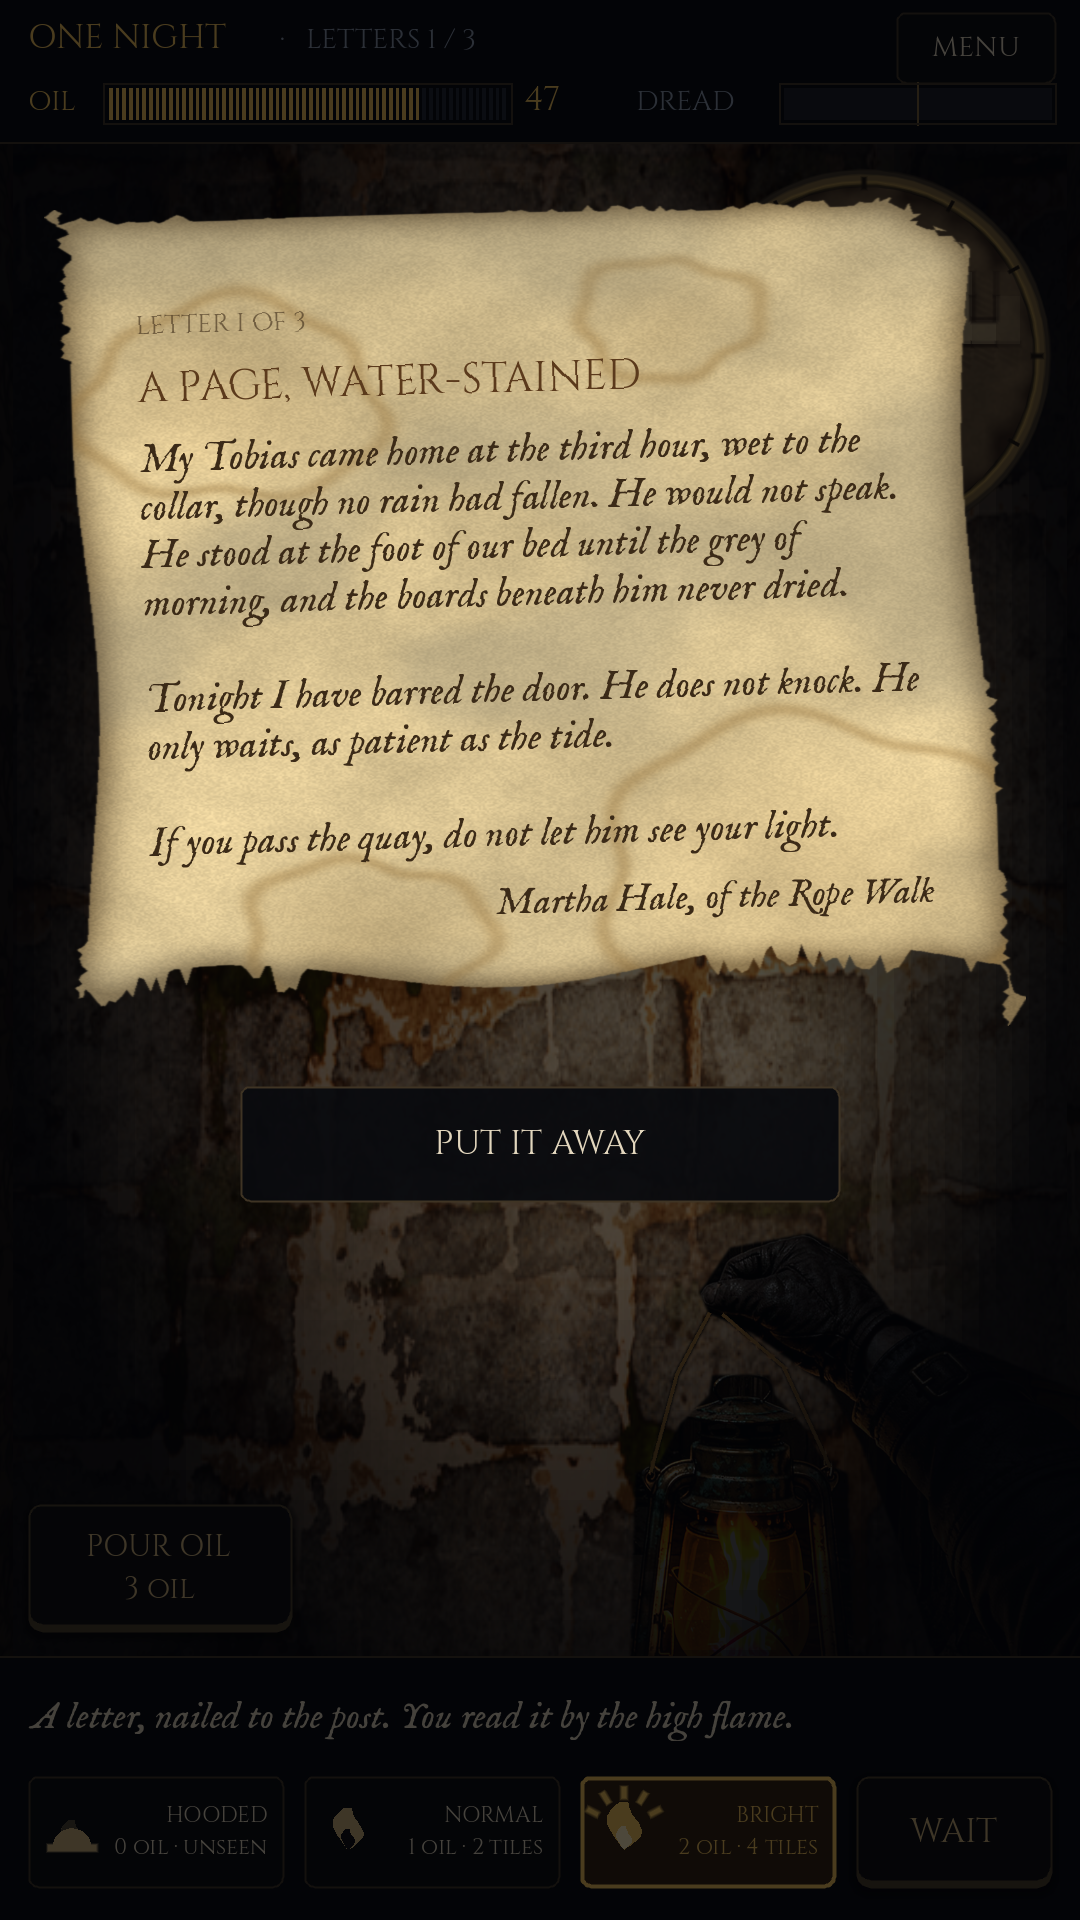 ONE NIGHT · LETTERS 1 / 3
MENU
OIL 47 DREAD
LETTER 1 OF 3
A PAGE, WATER-STAINED
My Tobias came home at the third hour, wet to the
collar, though no rain had fallen. He would not speak.
He stood at the foot of our bed until the grey of
morning, and the boards beneath him never dried.
Tonight I have barred the door. He does not knock. He
only waits, as patient as the tide.
If you pass the quay, do not let him see your light.
Martha Hale, of the Rope Walk
PUT IT AWAY
POUR OIL
3 OIL
A letter, nailed to the post. You read it by the high flame.
HOODED
0 OIL · UNSEEN
NORMAL
1 OIL · 2 TILES
BRIGHT
2 OIL · 4 TILES
WAIT